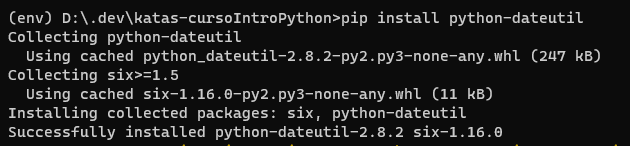 (env) D:\.dev\katas-cursoIntroPython>pip install python-dateutil
Collecting python-dateutil
  Using cached python_dateutil-2.8.2-py2.py3-none-any.whl (247 kB)
Collecting six>=1.5
  Using cached six-1.16.0-py2.py3-none-any.whl (11 kB)
Installing collected packages: six, python-dateutil
Successfully installed python-dateutil-2.8.2 six-1.16.0